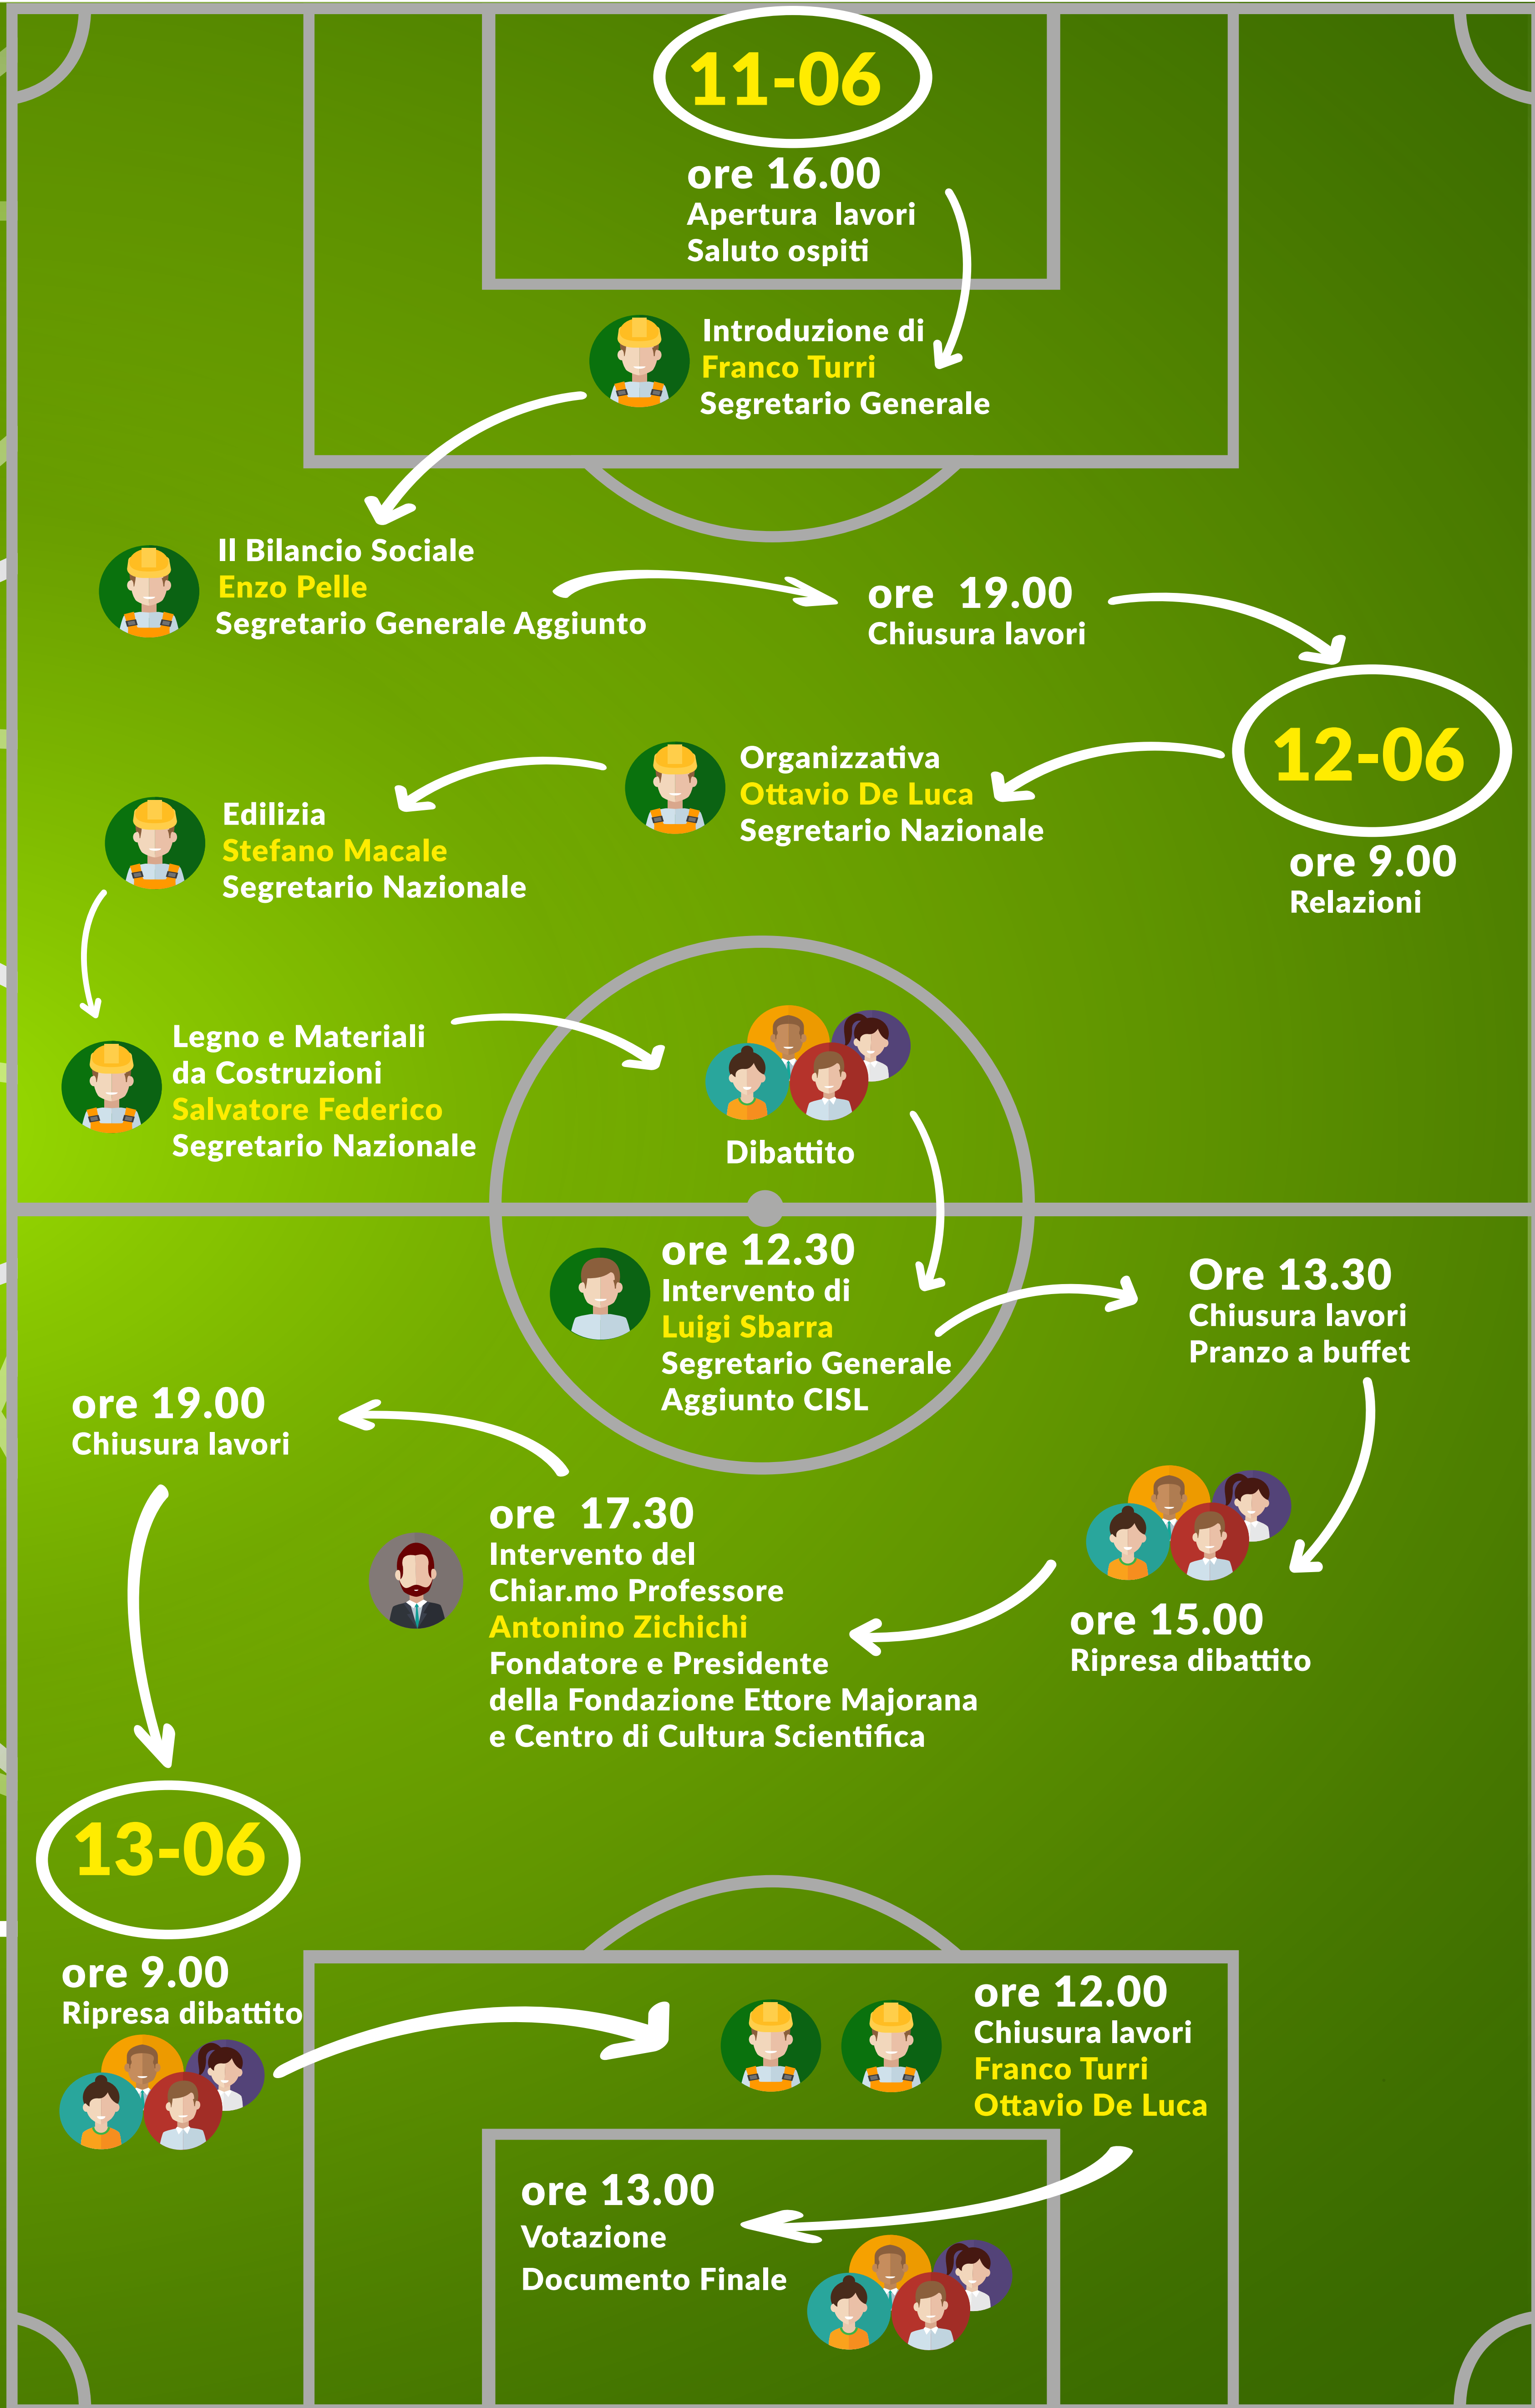 11-06
ore 16.00
Apertura lavori
Saluto ospiti
Introduzione di
Franco Turri
Segretario Generale
Il Bilancio Sociale
Enzo Pelle
Segretario Generale Aggiunto
ore 19.00
Chiusura lavori
12-06
ore 9.00
Relazioni
Organizzativa
Ottavio De Luca
Segretario Nazionale
Edilizia
Stefano Macale
Segretario Nazionale
Legno e Materiali
da Costruzioni
Salvatore Federico
Segretario Nazionale
Dibattito
ore 12.30
Intervento di
Luigi Sbarra
Segretario Generale
Aggiunto CISL
Ore 13.30
Chiusura lavori
Pranzo a buffet
ore 15.00
Ripresa dibattito
ore 17.30
Intervento del
Chiar.mo Professore
Antonino Zichichi
Fondatore e Presidente
della Fondazione Ettore Majorana
e Centro di Cultura Scientifica
ore 19.00
Chiusura lavori
13-06
ore 9.00
Ripresa dibattito
ore 12.00
Chiusura lavori
Franco Turri
Ottavio De Luca
ore 13.00
Votazione
Documento Finale